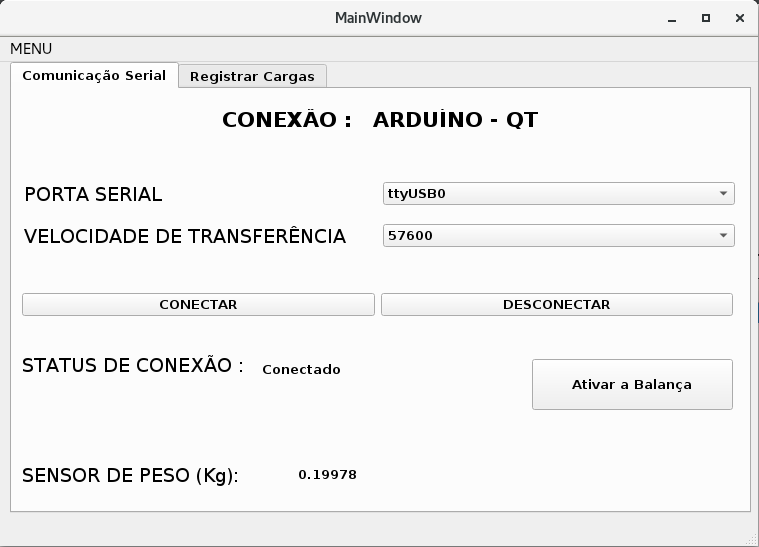 MainWindow
MENU
Comunicação Serial Registrar Cargas
CONEXÃO : ARDUÍNO - QT
PORTA SERIAL ttyUSB0
VELOCIDADE DE TRANSFERÊNCIA 57600
CONECTAR DESCONECTAR
STATUS DE CONEXÃO : Conectado
Ativar a Balança
SENSOR DE PESO (Kg): 0.19978